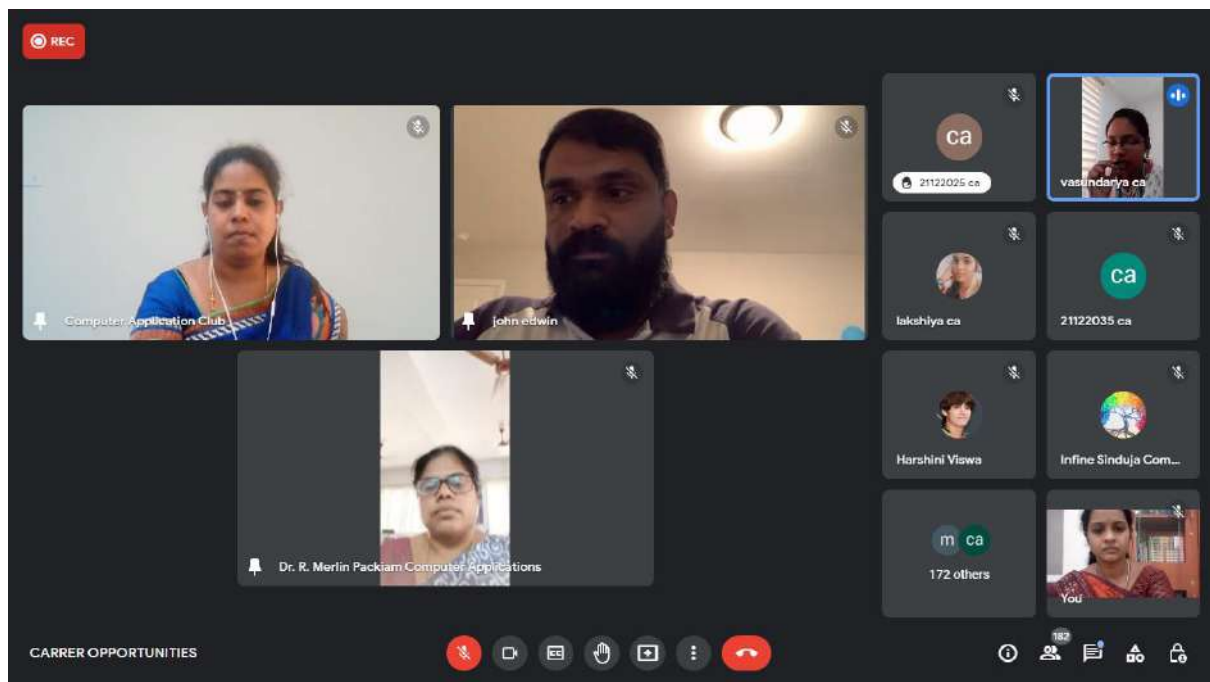 REC
Computer Application Club
john edwin
Dr. R. Merlin Packiam Computer Applications
ca
21122025 ca
vasundarya ca
lakshiya ca
ca
21122035 ca
Harshini Viswa
Infine Sinduja Com...
m ca
172 others
You
CARRER OPPORTUNITIES
CC
182